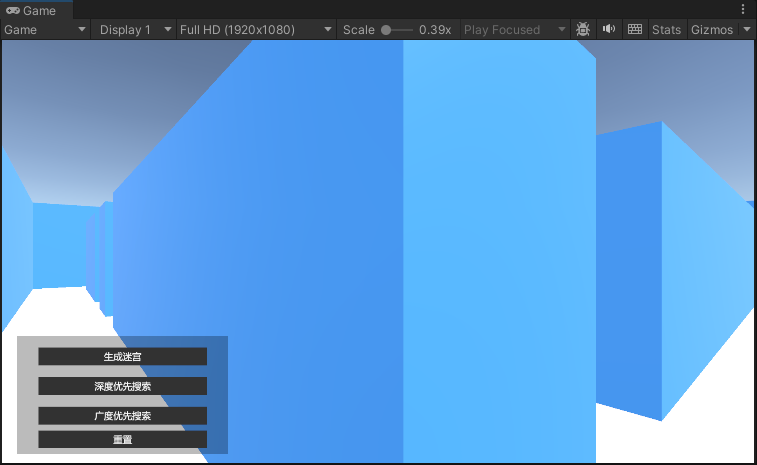 Game
Game Display 1 Full HD (1920x1080) Scale 0.39x Play Focused Stats Gizmos
生成迷宫
深度优先搜索
广度优先搜索
重置